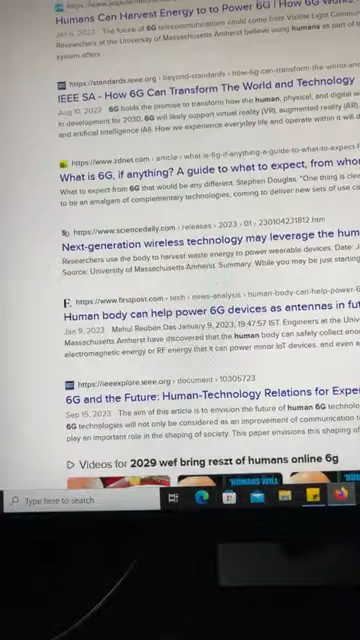 https://www.popularmech
Humans Can Harvest Energy to to Power 6G | How 6G Works
Jan 6, 2023 The future of 6G telecommunications could come from Visible Light Commu
Researchers at the University of Massachusetts Amherst believe using humans as part of
system offers...
https://standards.ieee.org › beyond-standards › how-6g-can-transform-the-world-and
IEEE SA - How 6G Can Transform The World and Technology
Aug 10, 2022 6G holds the promise to transform how the human, physical, and digital w
In development for 2030, 6G will likely support virtual reality (VR), augmented reality (AR),
and artificial intelligence (AI). How we experience everyday life and operate within it will d
https://www.zdnet.com › article › what-is-6g-if-anything-a-guide-to-what-to-expect-f
What is 6G, if anything? A guide to what to expect, from whom
What to expect from 6G that would be any different. Stephen Douglas. "One thing is clea
to be an amalgam of complementary technologies, coming to deliver new sets of use ca
https://www.sciencedaily.com › releases › 2023 › 01 › 230104231812.htm
Next-generation wireless technology may leverage the hum
Researchers use the body to harvest waste energy to power wearable devices. Date: J
Source: University of Massachusetts Amherst. Summary: While you may be just starting
F. https://www.firstpost.com › tech › news-analysis › human-body-can-help-power-6
Human body can help power 6G devices as antennas in fut
Jan 9, 2023 Mehul Reuben Das January 9, 2023, 19:47:57 IST. Engineers at the Univ
Massachusetts Amherst have discovered that the human body can safely collect eno
electromagnetic energy or RF energy that it can power minor IoT devices, and even a
https://ieeexplore.ieee.org › document › 10305723
6G and the Future: Human-Technology Relations for Exper
Sep 15, 2023 The aim of this article is to envision the future of human 6G technolo
6G technologies will not only be considered as an improvement of communication te
play an important role in the shaping of society. This paper envisions this shaping of
Videos for 2029 wef bring reszt of humans online 6g
'HUMANS WILL
Type here to search